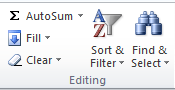 Σ AutoSum
Fill
Clear
A
Z
Sort &
Filter
Find &
Select
Editing